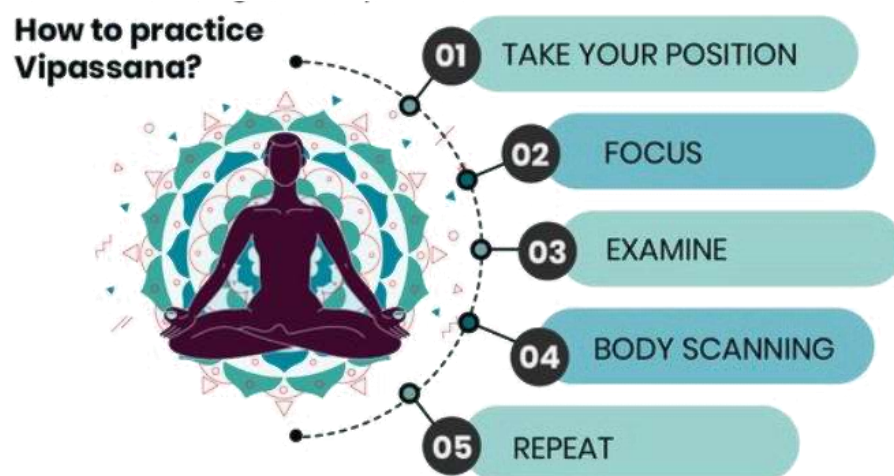 How to practice
Vipassana?
01 TAKE YOUR POSITION
02 FOCUS
03 EXAMINE
04 BODY SCANNING
05 REPEAT